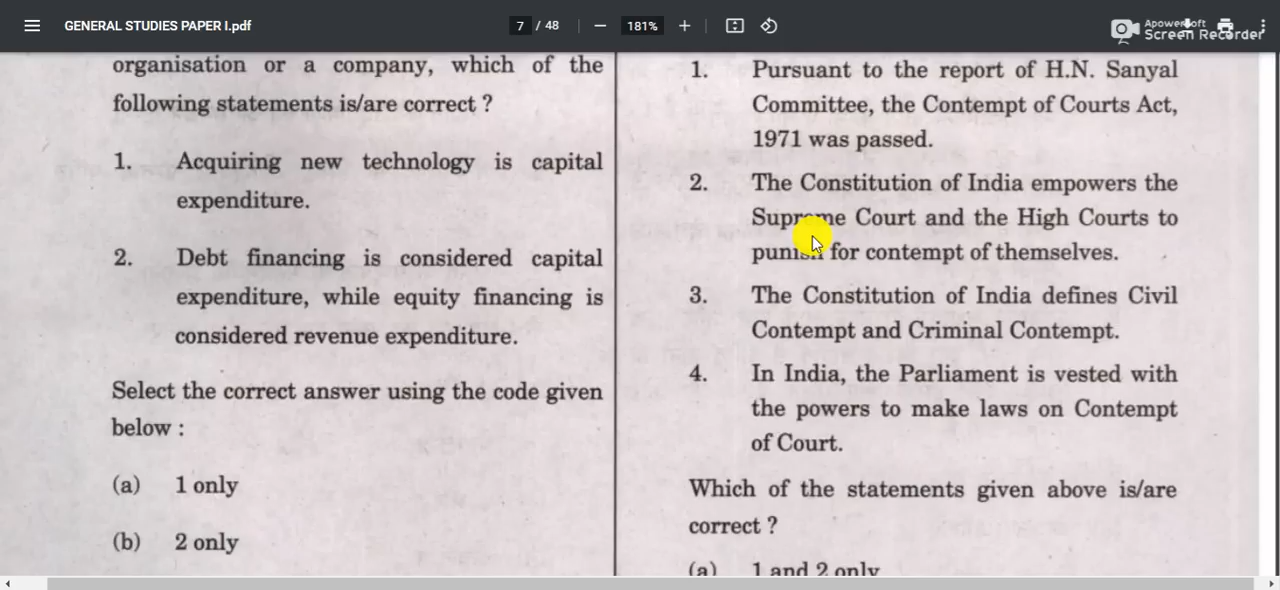 GENERAL STUDIES PAPER I.pdf
7 / 48
181%
Apowersoft
Screen Recorder
organisation or a company, which of the
following statements is/are correct ?
1. Acquiring new technology is capital
expenditure.
2. Debt financing is considered capital
expenditure, while equity financing is
considered revenue expenditure.
Select the correct answer using the code given
below :
(a) 1 only
(b) 2 only
1. Pursuant to the report of H.N. Sanyal
Committee, the Contempt of Courts Act,
1971 was passed.
2. The Constitution of India empowers the
Supreme Court and the High Courts to
punish for contempt of themselves.
3. The Constitution of India defines Civil
Contempt and Criminal Contempt.
4. In India, the Parliament is vested with
the powers to make laws on Contempt
of Court.
Which of the statements given above is/are
correct ?
(a) 1 and 2 only